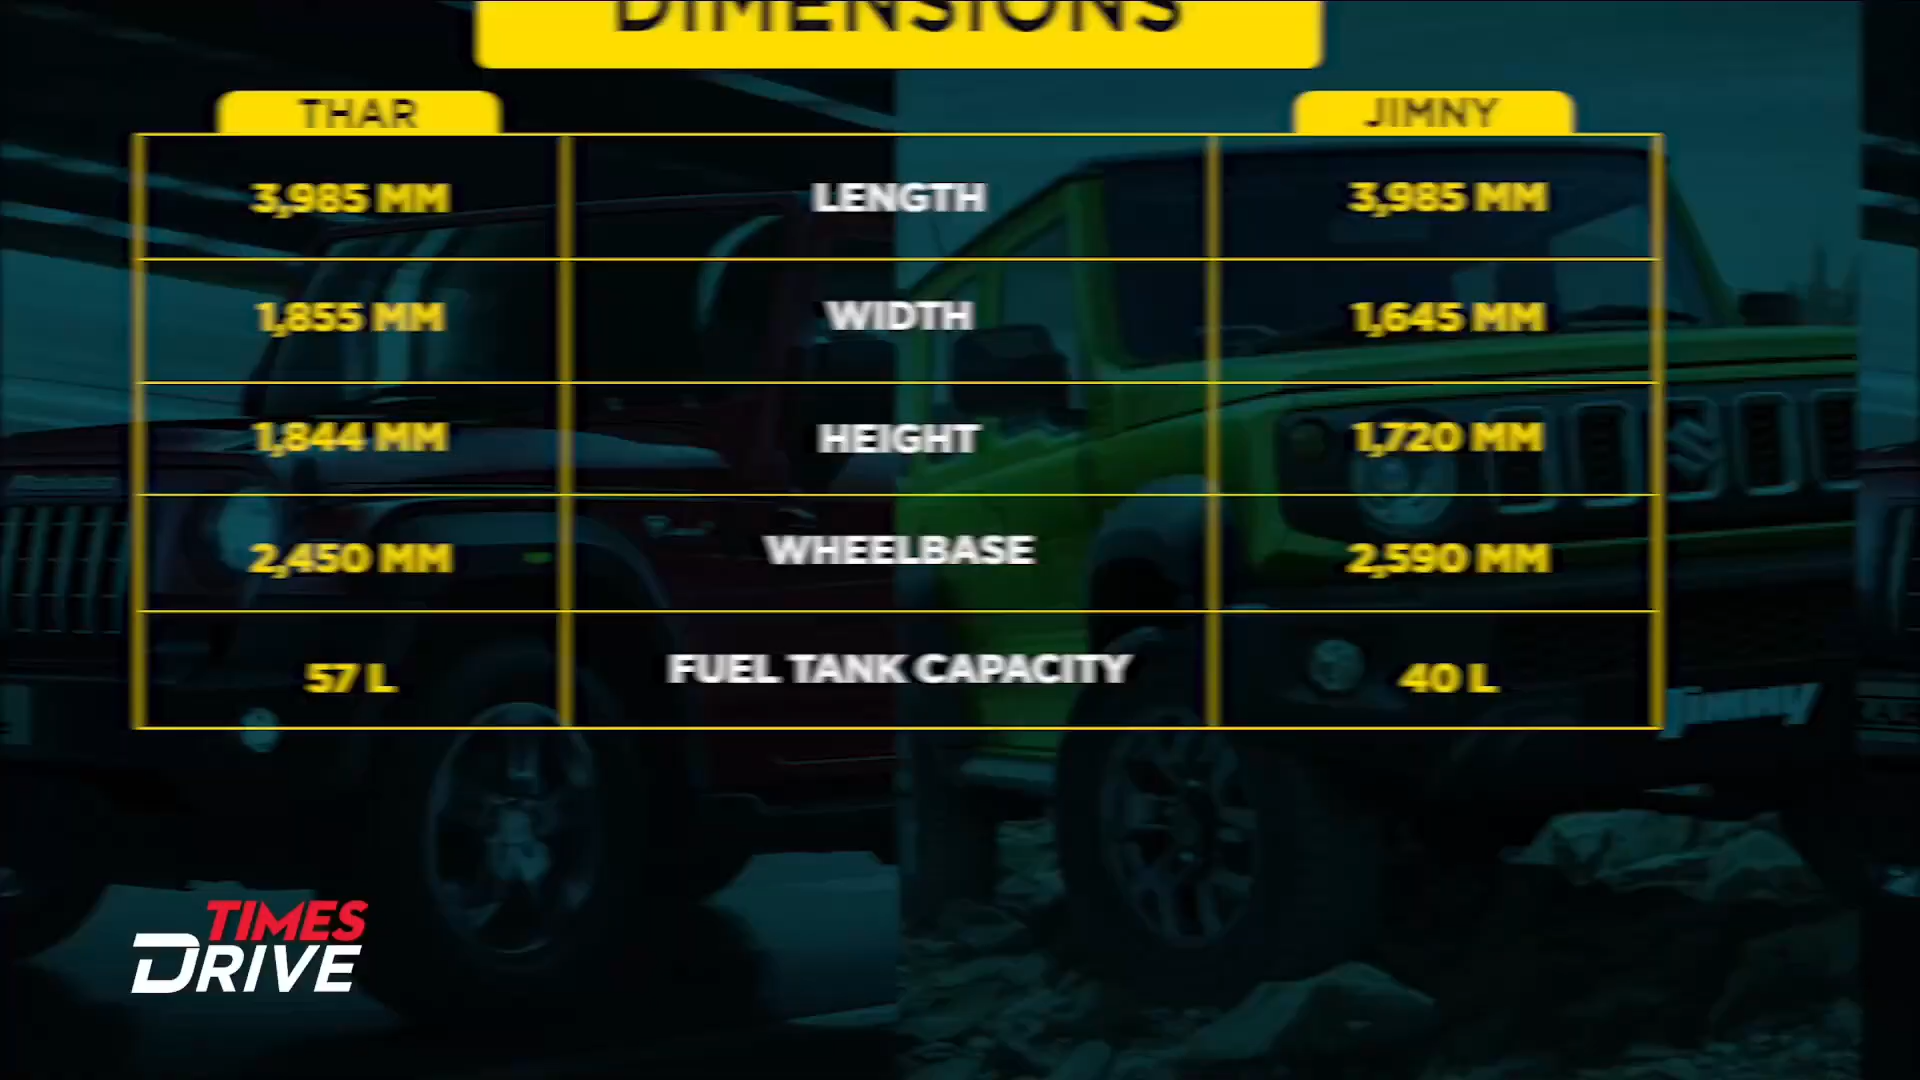 DIMENSIONS
THAR JIMNY
3,985 MM LENGTH 3,985 MM
1,855 MM WIDTH 1,645 MM
1,844 MM HEIGHT 1,720 MM
2,450 MM WHEELBASE 2,590 MM
57 L FUEL TANK CAPACITY 40 L
Jimny
TIMES
DRIVE